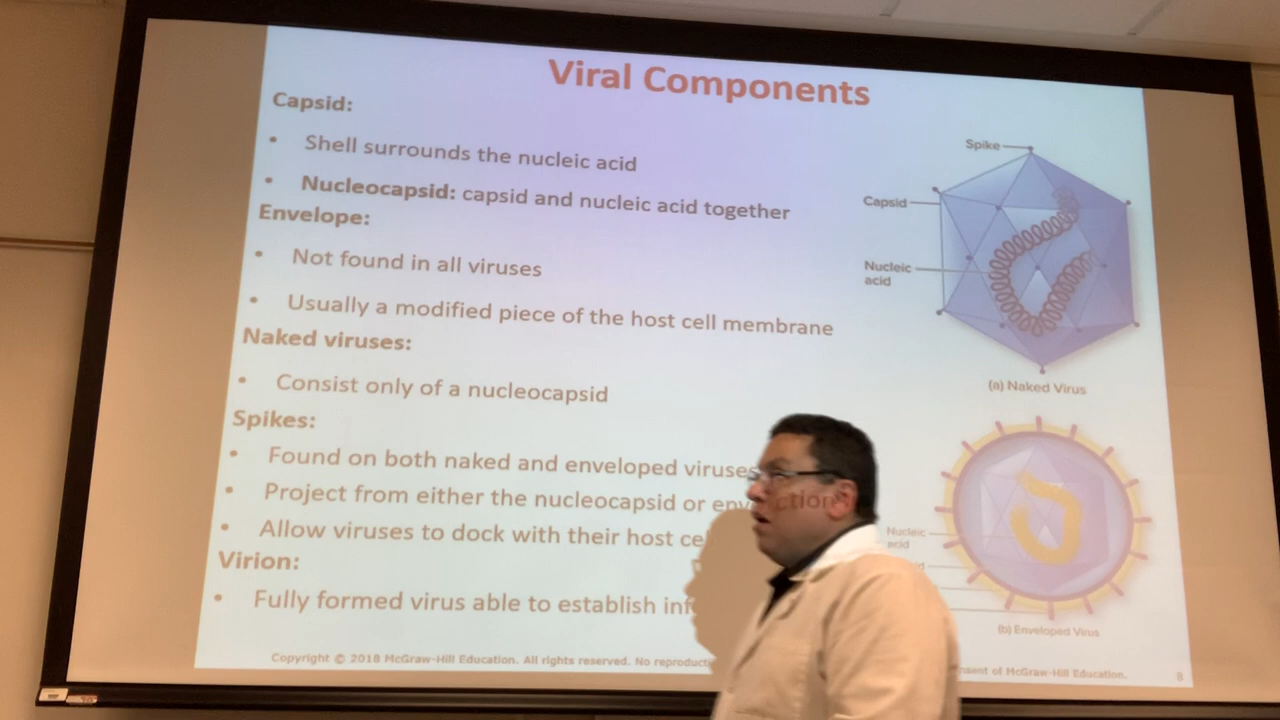 Viral Components
Capsid:
• Shell surrounds the nucleic acid
• Nucleocapsid: capsid and nucleic acid together
Envelope:
• Not found in all viruses
• Usually a modified piece of the host cell membrane
Naked viruses:
• Consist only of a nucleocapsid
Spikes:
• Found on both naked and enveloped viruses
• Project from either the nucleocapsid or
• Allow viruses to dock with their host
Virion:
• Fully formed virus able to establish
Spike
Capsid
Nucleic
acid
(a) Naked Virus
Nucleic
acid
(b) Enveloped Virus
Copyright © 2018 McGraw-Hill Education. All rights reserved. No
of McGraw-Hill Education.
8